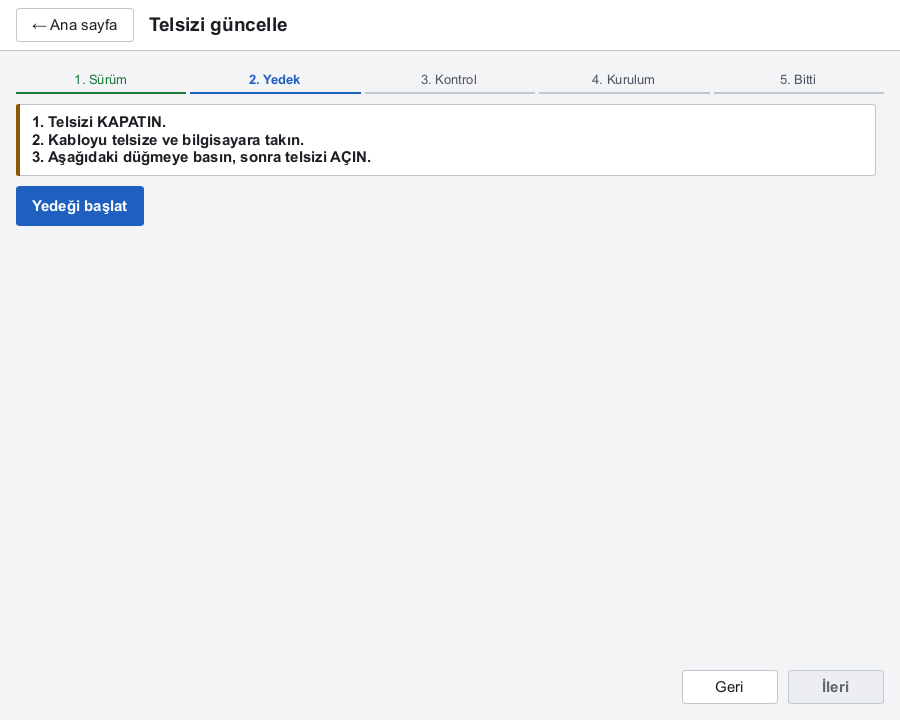 ← Ana sayfa
Telsizi güncelle
1. Sürüm
2. Yedek
3. Kontrol
4. Kurulum
5. Bitti
1. Telsizi KAPATIN.
2. Kabloyu telsize ve bilgisayara takın.
3. Aşağıdaki düğmeye basın, sonra telsizi AÇIN.
Yedeği başlat
Geri
İleri